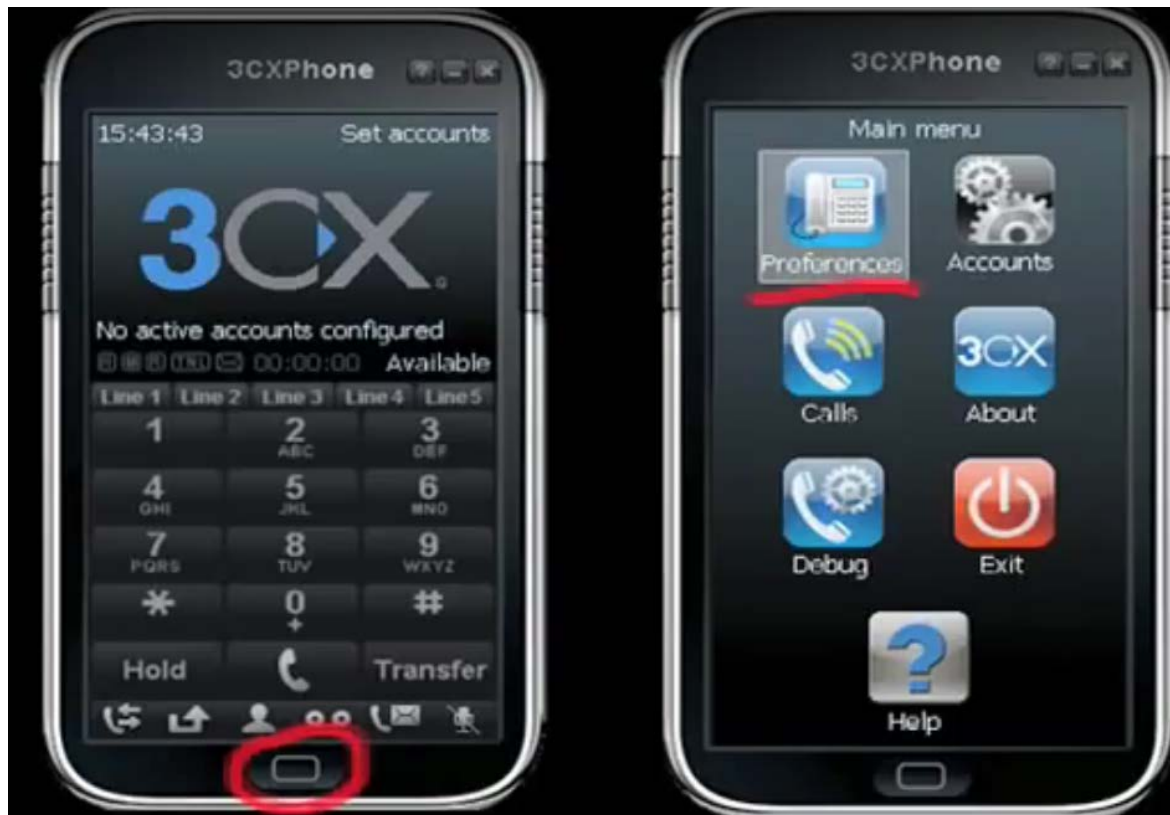 3CXPhone
15:43:43 Set accounts
3CX
No active accounts configured
00:00:00 Available
Line 1 Line 2 Line 3 Line 4 Line 5
1 2 3
ABC DEF
4 5 6
GHI JKL MNO
7 8 9
PQRS TUV WXYZ
* 0 #
+
Hold Transfer
3CXPhone
Main menu
Preferences Accounts
3CX
Calls About
Debug Exit
?
Help